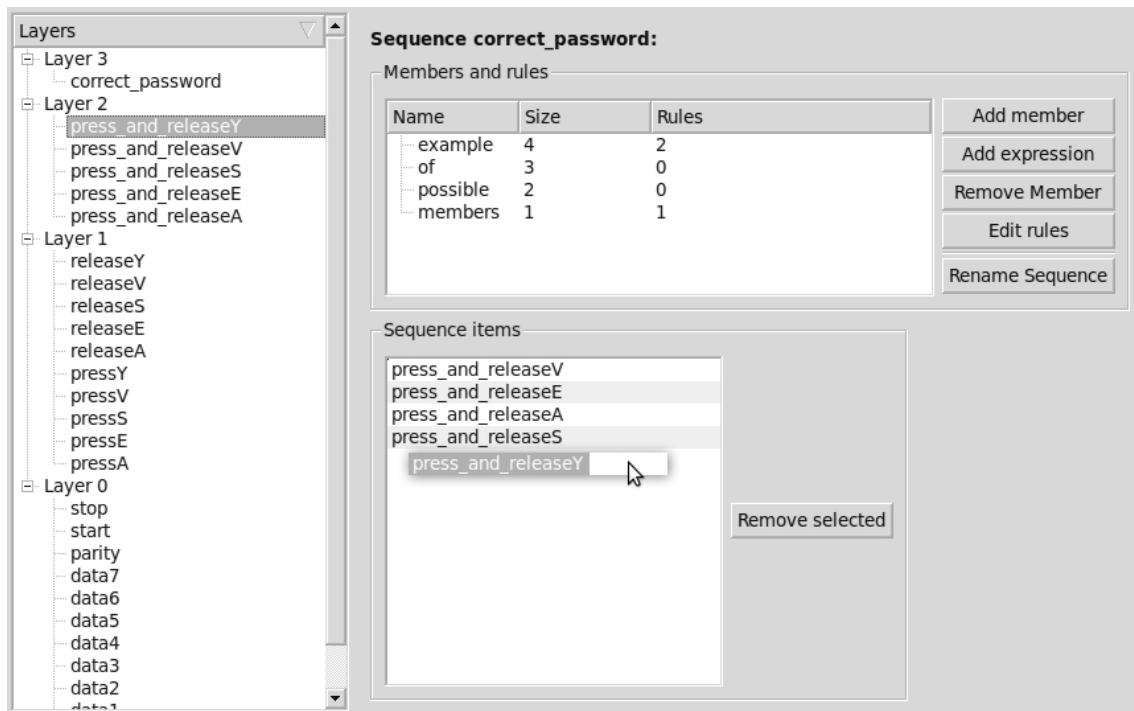 Layers
Layer 3
correct_password
Layer 2
press_and_releaseY
press_and_releaseV
press_and_releaseS
press_and_releaseE
press_and_releaseA
Layer 1
releaseY
releaseV
releaseS
releaseE
releaseA
pressY
pressV
pressS
pressE
pressA
Layer 0
stop
start
parity
data7
data6
data5
data4
data3
data2
data1
Sequence correct_password:
Members and rules
Name Size Rules
example 4 2
of 3 0
possible 2 0
members 1 1
Add member
Add expression
Remove Member
Edit rules
Rename Sequence
Sequence items
press_and_releaseV
press_and_releaseE
press_and_releaseA
press_and_releaseS
press_and_releaseY
Remove selected